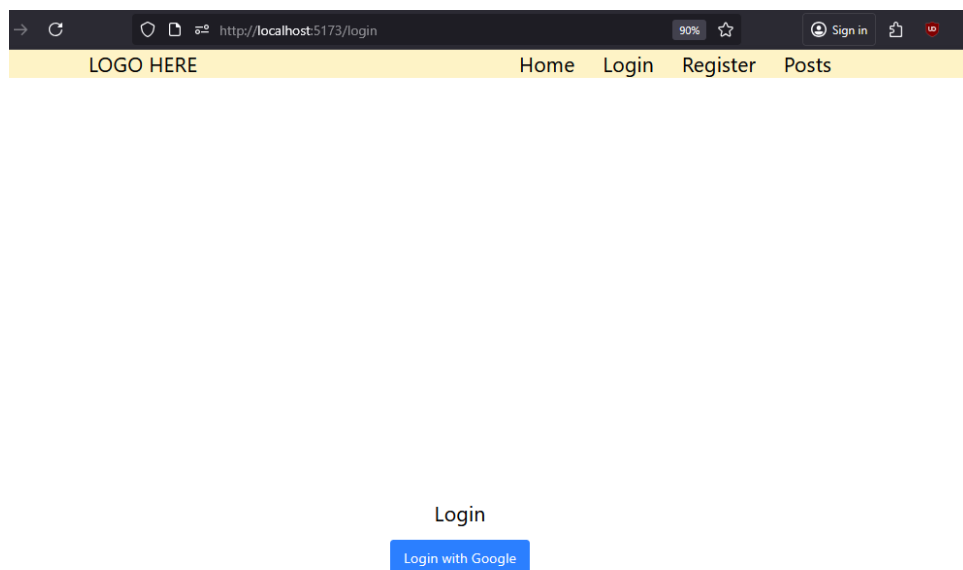 http://localhost:5173/login 90% Sign in
LOGO HERE Home Login Register Posts
Login
Login with Google